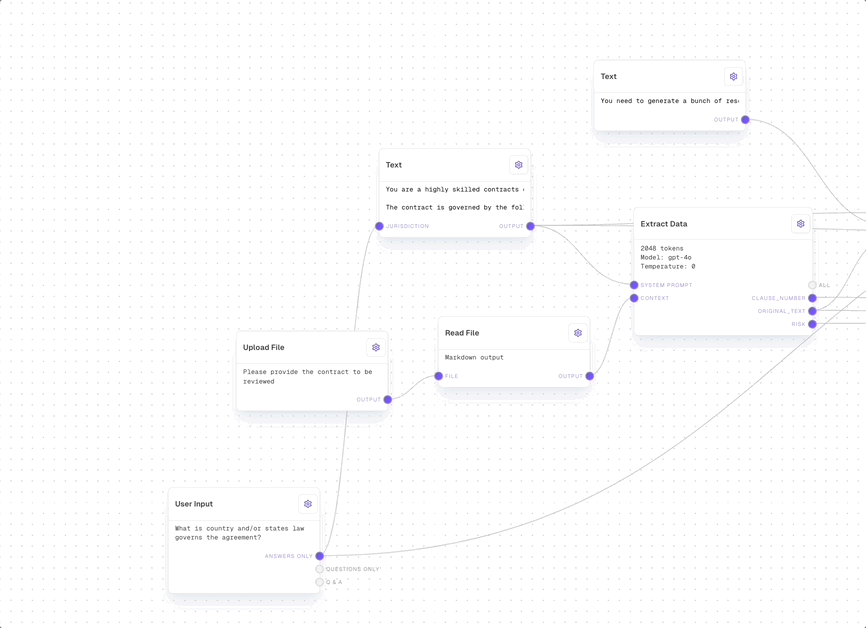 Text
You need to generate a bunch of
OUTPUT
Text
You are a highly skilled contracts
The contract is governed by the
JURISDICTION
OUTPUT
Extract Data
2048 tokens
Model: gpt-4o
Temperature: 0
ALL
SYSTEM PROMPT
CONTEXT
CLAUSE_NUMBER
ORIGINAL_TEXT
RISK
Upload File
Please provide the contract to be
reviewed
OUTPUT
Read File
Markdown output
FILE
OUTPUT
User Input
What is country and/or states law
governs the agreement?
ANSWERS ONLY
QUESTIONS ONLY
Q & A